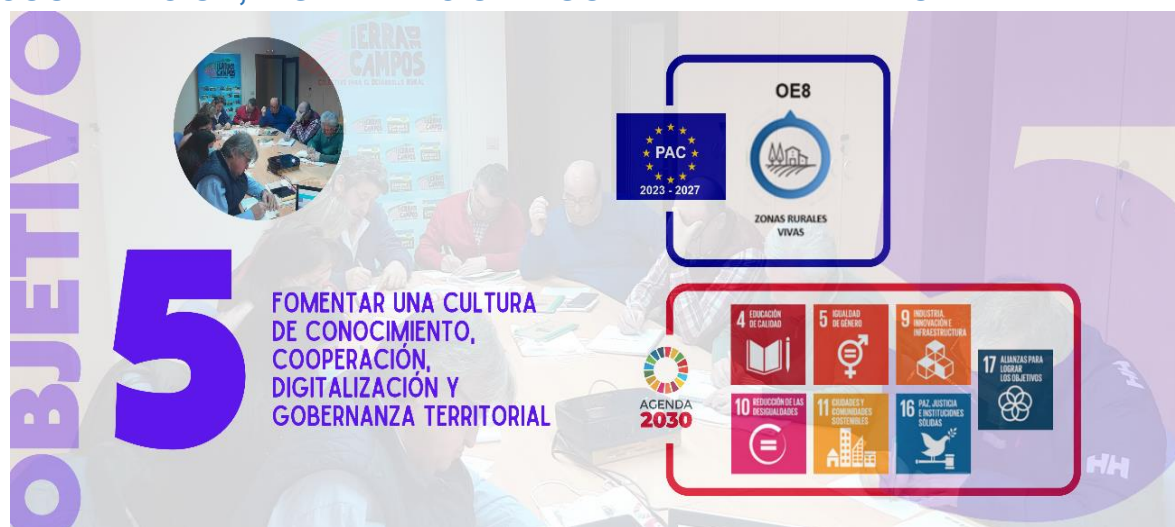 OBJETIVO
TIERRA DE
CAMPOS
5
FOMENTAR UNA CULTURA
DE CONOCIMIENTO,
COOPERACIÓN,
DIGITALIZACIÓN Y
GOBERNANZA TERRITORIAL
PAC
2023 - 2027
OE8
ZONAS RURALES
VIVAS
AGENDA
2030
4 EDUCACIÓN
DE CALIDAD
5 IGUALDAD
DE GÉNERO
9 INDUSTRIA,
INNOVACIÓN E
INFRAESTRUCTURA
10 REDUCCIÓN DE LAS
DESIGUALDADES
11 CIUDADES Y
COMUNIDADES
SOSTENIBLES
16 PAZ, JUSTICIA
E INSTITUCIONES
SÓLIDAS
17 ALIANZAS PARA
LOGRAR
LOS OBJETIVOS
HH